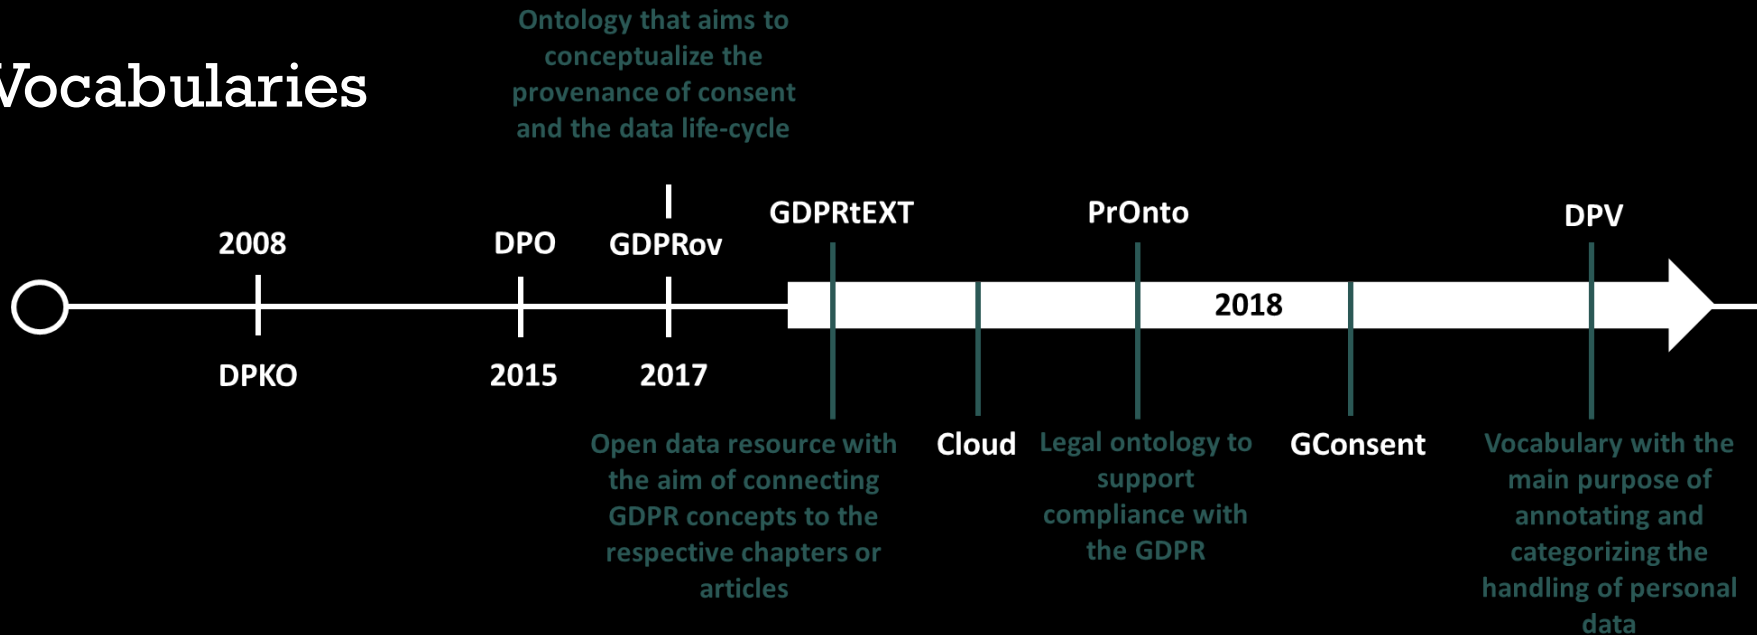 Vocabularies
Ontology that aims to
conceptualize the
provenance of consent
and the data life-cycle
2008
DPKO
DPO
2015
GDPRov
2017
GDPRtEXT
Open data resource with
the aim of connecting
GDPR concepts to the
respective chapters or
articles
Cloud
PrOnto
Legal ontology to
support
compliance with
the GDPR
2018
GConsent
DPV
Vocabulary with the
main purpose of
annotating and
categorizing the
handling of personal
data